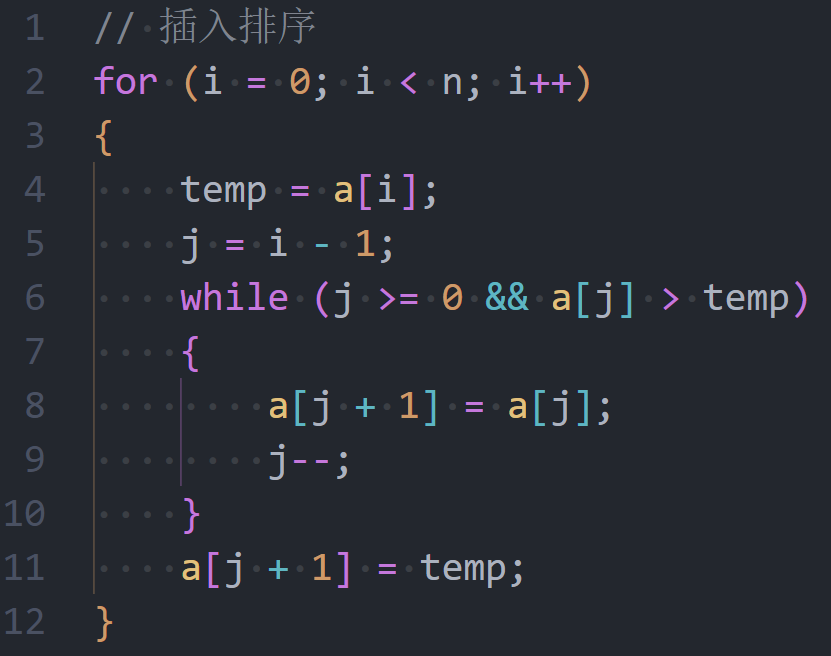 1 // 插入排序
2 for (i = 0; i < n; i++)
3 {
4     temp = a[i];
5     j = i - 1;
6     while (j >= 0 && a[j] > temp)
7     {
8         a[j + 1] = a[j];
9         j--;
10     }
11     a[j + 1] = temp;
12 }